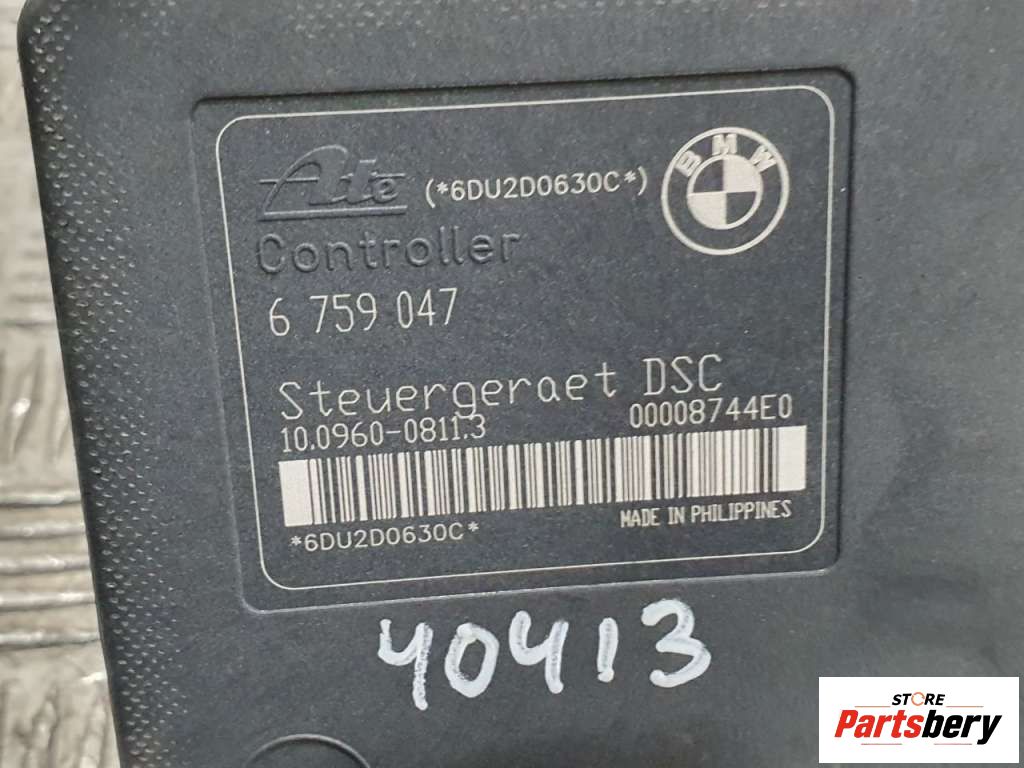 Ate (*6DU2D0630C*)
BMW
Controller
6 759 047
Steuergeraet DSC
10.0960-0811.3 00008744E0
*6DU2D0630C* MADE IN PHILIPPINES
40413
STORE
Partsbery